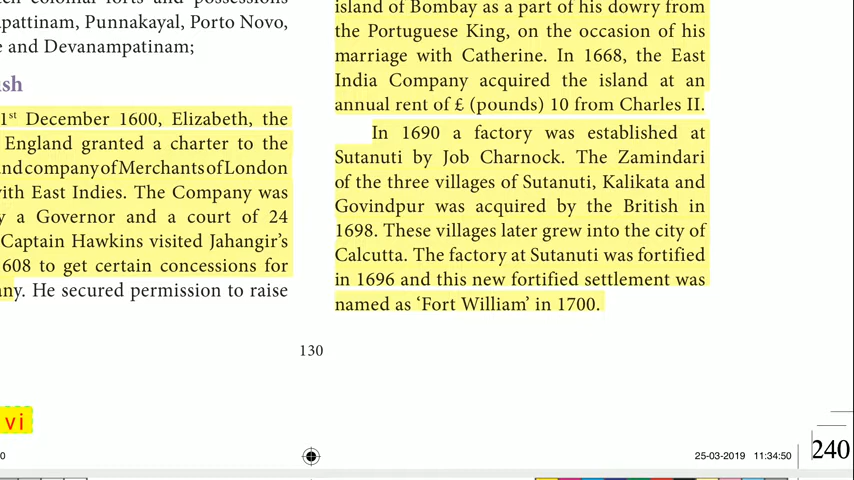 colonial forts and possessions
pattinam, Punnakayal, Porto Novo,
e and Devanampatinam;
sh
1st December 1600, Elizabeth, the
England granted a charter to the
nd company of Merchants of London
with East Indies. The Company was
y a Governor and a court of 24
Captain Hawkins visited Jahangir's
608 to get certain concessions for
any. He secured permission to raise
island of Bombay as a part of his dowry from
the Portuguese King, on the occasion of his
marriage with Catherine. In 1668, the East
India Company acquired the island at an
annual rent of £ (pounds) 10 from Charles II.
In 1690 a factory was established at
Sutanuti by Job Charnock. The Zamindari
of the three villages of Sutanuti, Kalikata and
Govindpur was acquired by the British in
1698. These villages later grew into the city of
Calcutta. The factory at Sutanuti was fortified
in 1696 and this new fortified settlement was
named as 'Fort William' in 1700.
130
vi
0
25-03-2019 11:34:50
240